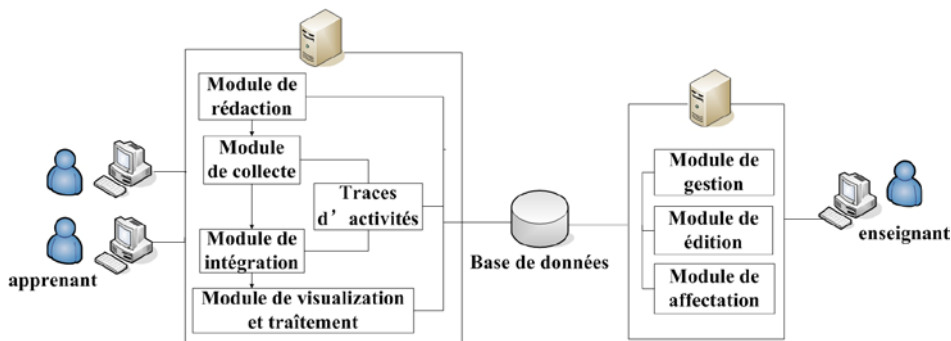 Module de
rédaction
Module
de collecte
Traces
d’ activités
Module de
intégration
Module de visualization
et traîtement
apprenant
Base de données
Module de
gestion
Module de
édition
Module de
affectation
enseignant